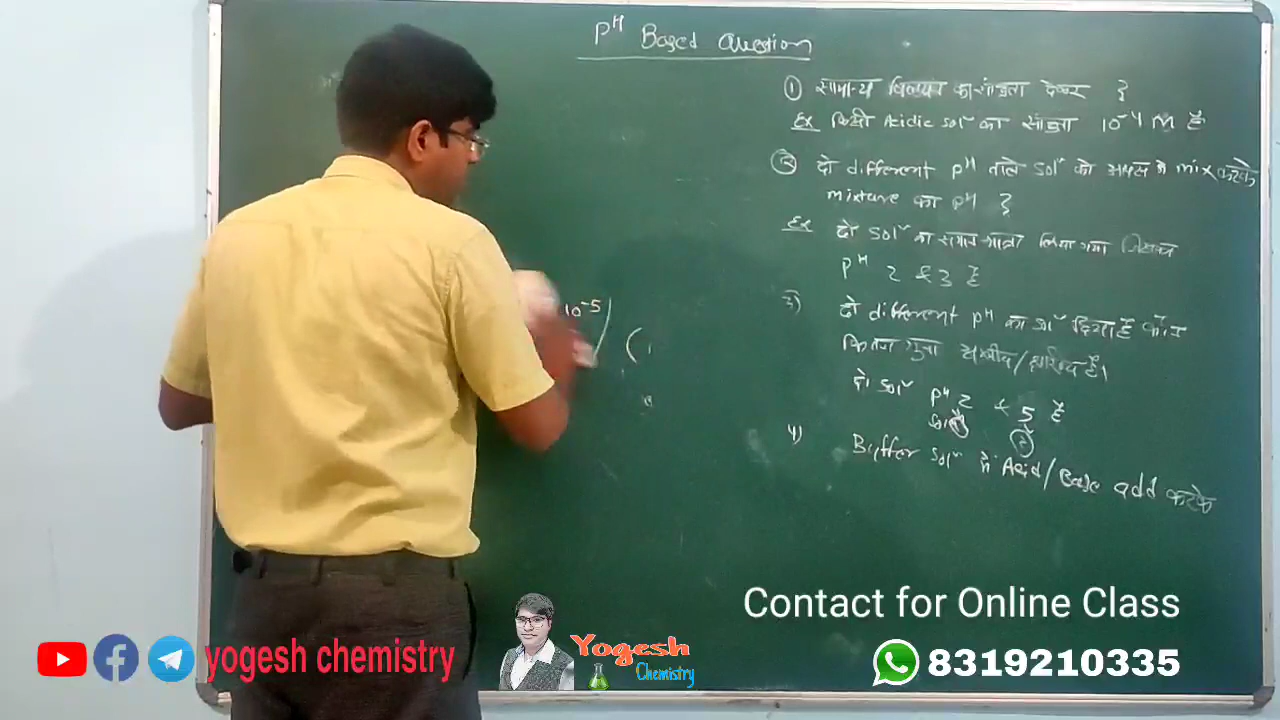 pH Based Question
① सामान्य विलयन का सांद्रता देकर ?
Ex किसी Acidic solⁿ का सांद्रता 10⁻⁴ M है
② दो different pH वाले solⁿ को आपस में mix करके
mixture का pH ?
Ex दो solⁿ का समान मात्रा लिया गया जिसका
pH 2 & 3 है
3) दो different pH का solⁿ दिया है कौन
कितना गुना अम्लीय/क्षारीय है।
दो solⁿ pH 2 & 5 है
4) Buffer solⁿ में Acid/Base add करके
10⁻⁵
Contact for Online Class
8319210335
yogesh chemistry
Yogesh
Chemistry